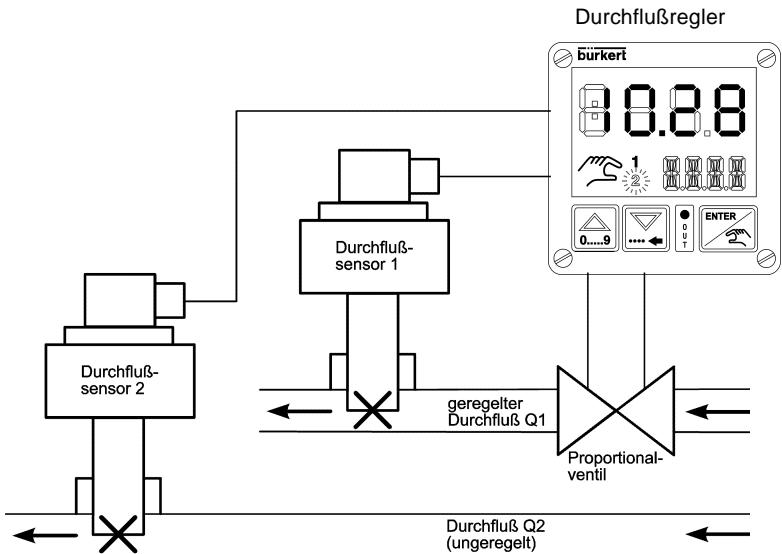 Durchflußregler
bürkert
10.28
1
2
0.....9
....
OUT
ENTER
Durchfluß-
sensor 1
Durchfluß-
sensor 2
geregelter
Durchfluß Q1
Proportional-
ventil
Durchfluß Q2
(ungeregelt)